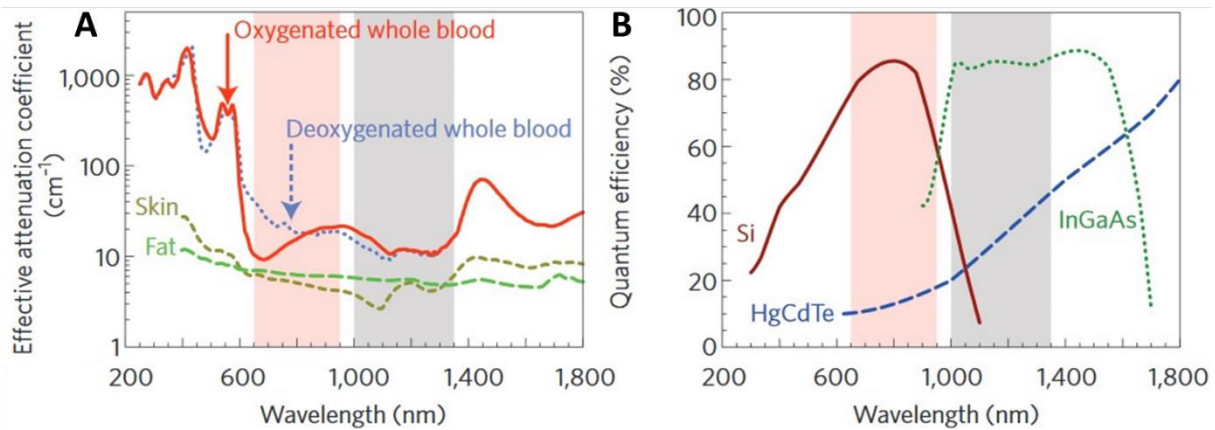 A
Oxygenated whole blood
Deoxygenated whole blood
Skin
Fat
Effective attenuation coefficient
(cm⁻¹)
1,000
100
10
1
200 600 1,000 1,400 1,800
Wavelength (nm)
B
Si
HgCdTe
InGaAs
Quantum efficiency (%)
100
80
60
40
20
0
200 600 1,000 1,400 1,800
Wavelength (nm)